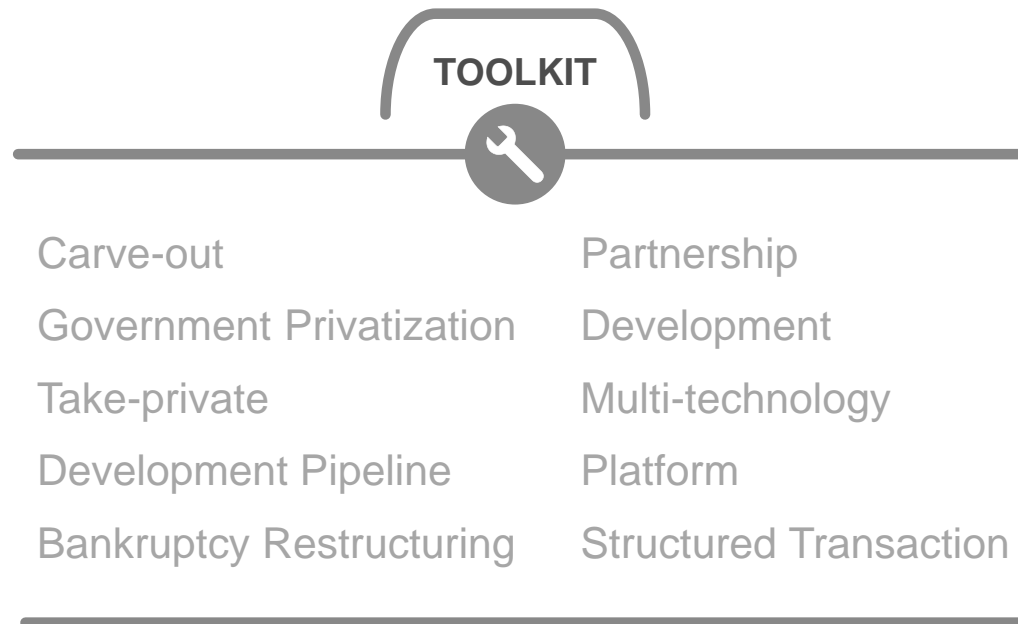 TOOLKIT
Carve-out
Government Privatization
Take-private
Development Pipeline
Bankruptcy Restructuring
Partnership
Development
Multi-technology
Platform
Structured Transaction